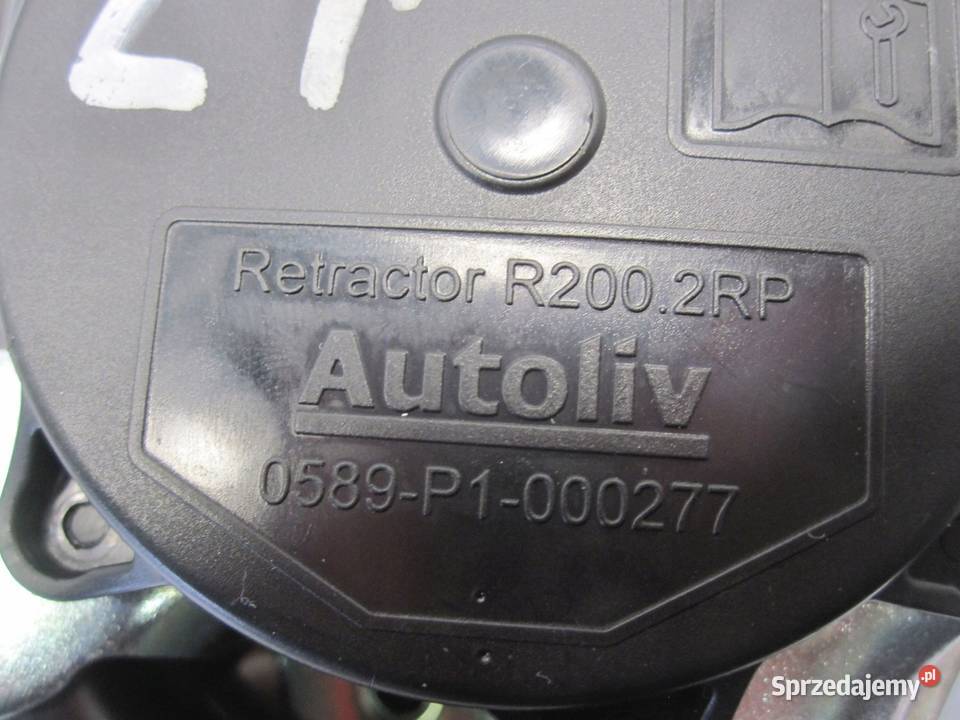 Retractor R200.2RP
Autoliv
0589-P1-000277
Sprzedajemy.pl